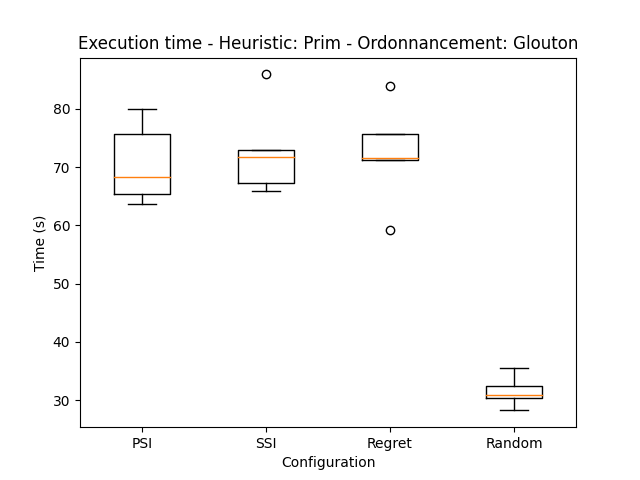 Execution time - Heuristic: Prim - Ordonnancement: Glouton
80
70
60
50
40
30
Time (s)
PSI SSI Regret Random
Configuration